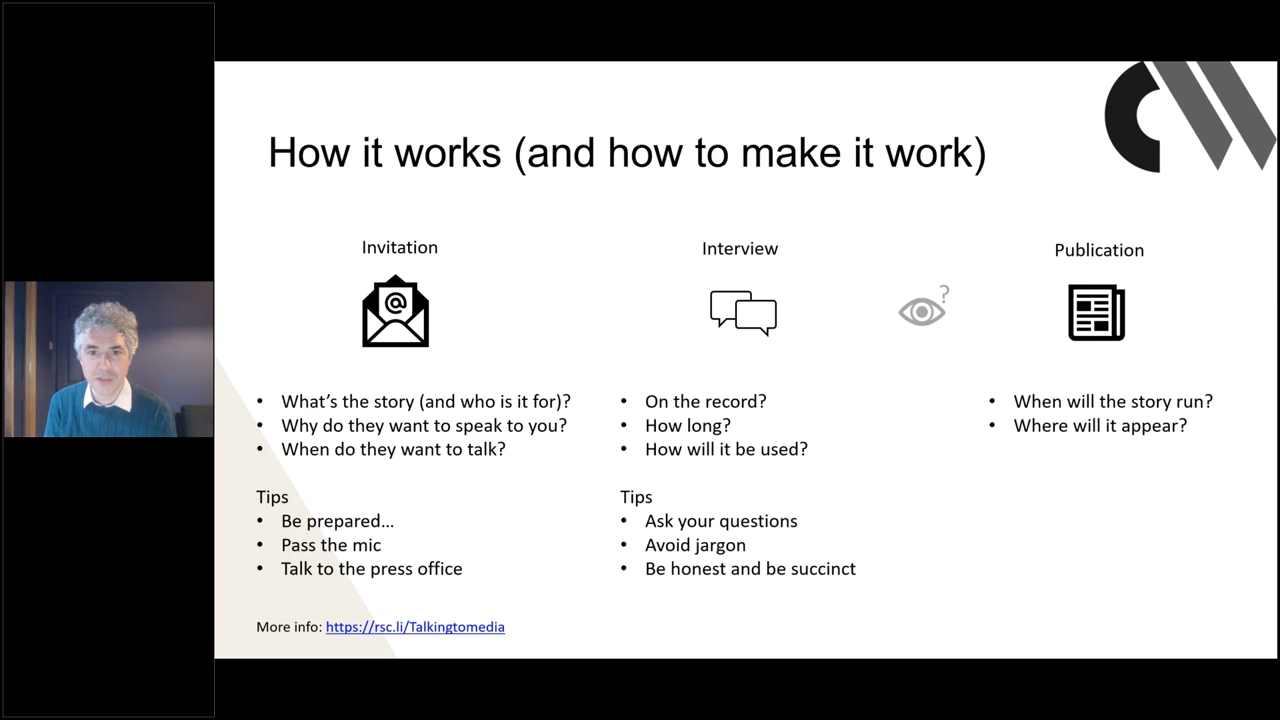 How it works (and how to make it work)
Invitation
@
• What's the story (and who is it for)?
• Why do they want to speak to you?
• When do they want to talk?
Tips
• Be prepared…
• Pass the mic
• Talk to the press office
More info: https://rsc.li/Talkingtomedia
Interview
• On the record?
• How long?
• How will it be used?
Tips
• Ask your questions
• Avoid jargon
• Be honest and be succinct
?
Publication
• When will the story run?
• Where will it appear?
CW